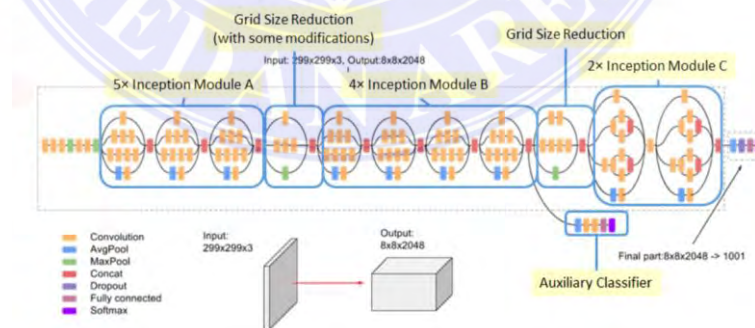 Grid Size Reduction
(with some modifications)
Grid Size Reduction
Input: 299x299x3, Output:8x8x2048
5× Inception Module A
4× Inception Module B
2× Inception Module C
Convolution
AvgPool
MaxPool
Concat
Dropout
Fully connected
Softmax
Input:
299x299x3
Output:
8x8x2048
Final part:8x8x2048 -> 1001
Auxiliary Classifier
MEDAN AREA